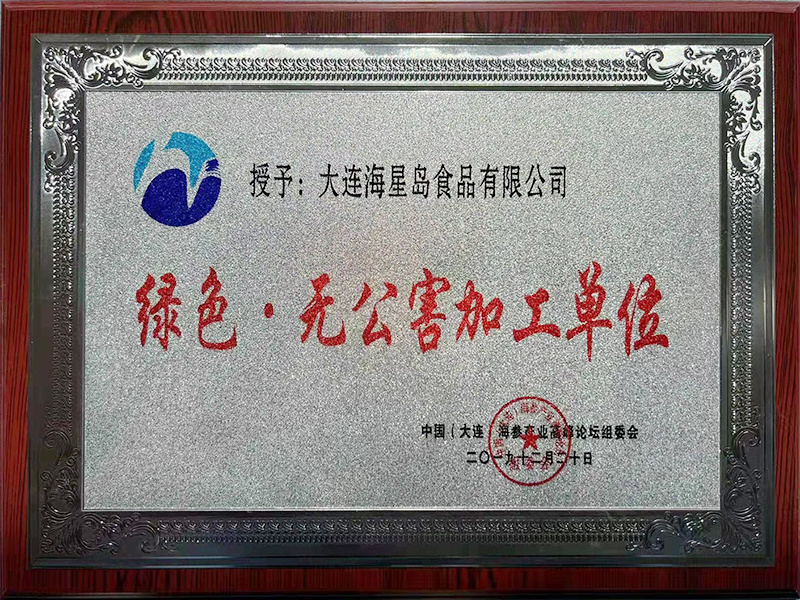 授予：大连海星岛食品有限公司
绿色·无公害加工单位
中国（大连）海参产业高峰论坛组委会
二〇一九十二月二十日